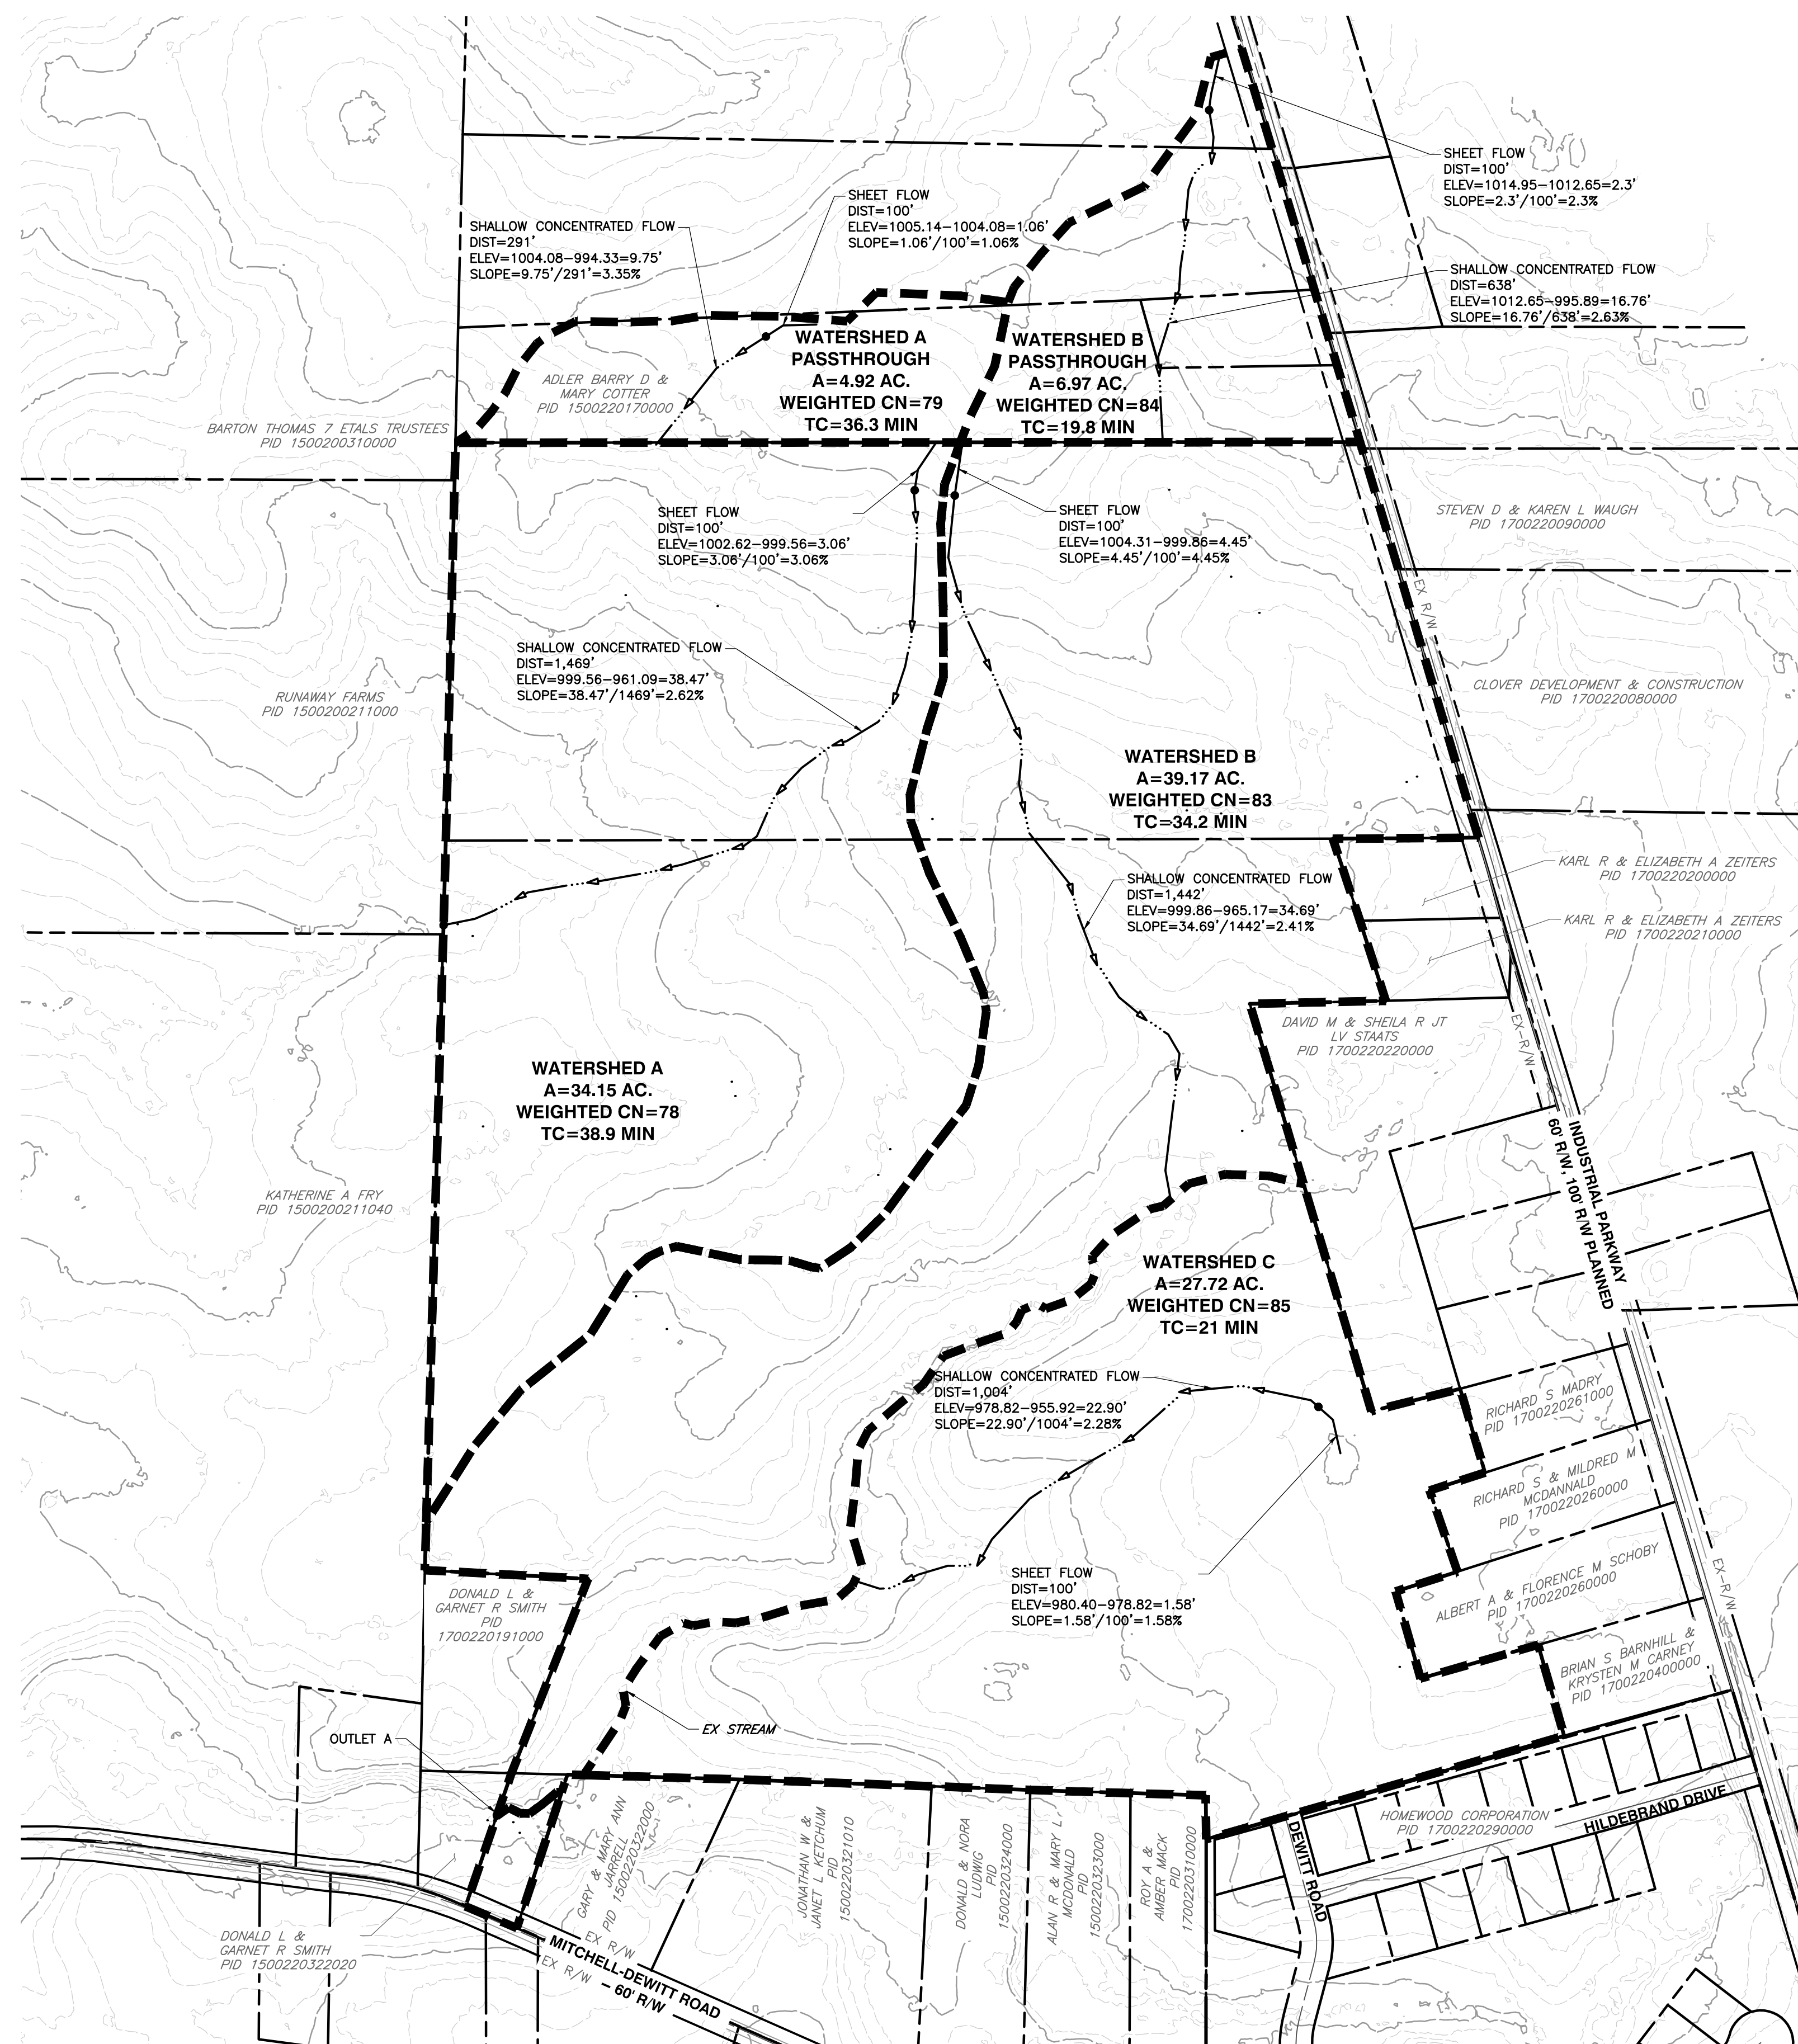 SHEET FLOW
DIST=100'
ELEV=1014.95-1012.65=2.3'
SLOPE=2.3'/100'=2.3%
SHEET FLOW
DIST=100'
ELEV=1005.14-1004.08=1.06'
SLOPE=1.06'/100'=1.06%
SHALLOW CONCENTRATED FLOW
DIST=291'
ELEV=1004.08-994.33=9.75'
SLOPE=9.75'/291'=3.35%
SHALLOW CONCENTRATED FLOW
DIST=638'
ELEV=1012.65-995.89=16.76'
SLOPE=16.76'/638'=2.63%
WATERSHED A
PASSTHROUGH
A=4.92 AC.
WEIGHTED CN=79
TC=36.3 MIN
WATERSHED B
PASSTHROUGH
A=6.97 AC.
WEIGHTED CN=84
TC=19.8 MIN
ADLER BARRY D &
MARY COTTER
PID 1500220170000
BARTON THOMAS 7 ETALS TRUSTEES
PID 1500200310000
SHEET FLOW
DIST=100'
ELEV=1002.62-999.56=3.06'
SLOPE=3.06'/100'=3.06%
SHEET FLOW
DIST=100'
ELEV=1004.31-999.86=4.45'
SLOPE=4.45'/100'=4.45%
STEVEN D & KAREN L WAUGH
PID 1700220090000
EX R/W
SHALLOW CONCENTRATED FLOW
DIST=1,469'
ELEV=999.56-961.09=38.47'
SLOPE=38.47'/1469'=2.62%
RUNAWAY FARMS
PID 1500200211000
CLOVER DEVELOPMENT & CONSTRUCTION
PID 1700220080000
WATERSHED B
A=39.17 AC.
WEIGHTED CN=83
TC=34.2 MIN
KARL R & ELIZABETH A ZEITERS
PID 1700220200000
SHALLOW CONCENTRATED FLOW
DIST=1,442'
ELEV=999.86-965.17=34.69'
SLOPE=34.69'/1442'=2.41%
KARL R & ELIZABETH A ZEITERS
PID 1700220210000
DAVID M & SHEILA R JT
LV STAATS
PID 1700220220000
EX-R/W
WATERSHED A
A=34.15 AC.
WEIGHTED CN=78
TC=38.9 MIN
INDUSTRIAL PARKWAY
60' R/W, 100' R/W PLANNED
KATHERINE A FRY
PID 1500200211040
WATERSHED C
A=27.72 AC.
WEIGHTED CN=85
TC=21 MIN
SHALLOW CONCENTRATED FLOW
DIST=1,004'
ELEV=978.82-955.92=22.90'
SLOPE=22.90'/1004'=2.28%
RICHARD S MADRY
PID 1700220261000
RICHARD S & MILDRED M
MCDANNALD
PID 1700220260000
SHEET FLOW
DIST=100'
ELEV=980.40-978.82=1.58'
SLOPE=1.58'/100'=1.58%
ALBERT A & FLORENCE M SCHOBY
PID 1700220260000
EX-R/W
DONALD L &
GARNET R SMITH
PID
1700220191000
BRIAN S BARNHILL &
KRYSTEN M CARNEY
PID 1700220400000
EX STREAM
OUTLET A
GARY & MARY ANN
JARRELL
PID 1500220322000
JONATHAN W &
JANET L KETCHUM
PID
1500220321010
DONALD & NORA
LUDWIG
PID
1500220324000
ALAN R & MARY L
MCDONALD
PID
1500220323000
ROY A &
AMBER MACK
PID
1700220310000
HOMEWOOD CORPORATION
PID 1700220290000
HILDEBRAND DRIVE
DEWITT ROAD
DONALD L &
GARNET R SMITH
PID 1500220322020
EX R/W
MITCHELL-DEWITT ROAD
EX R/W
- 60' R/W